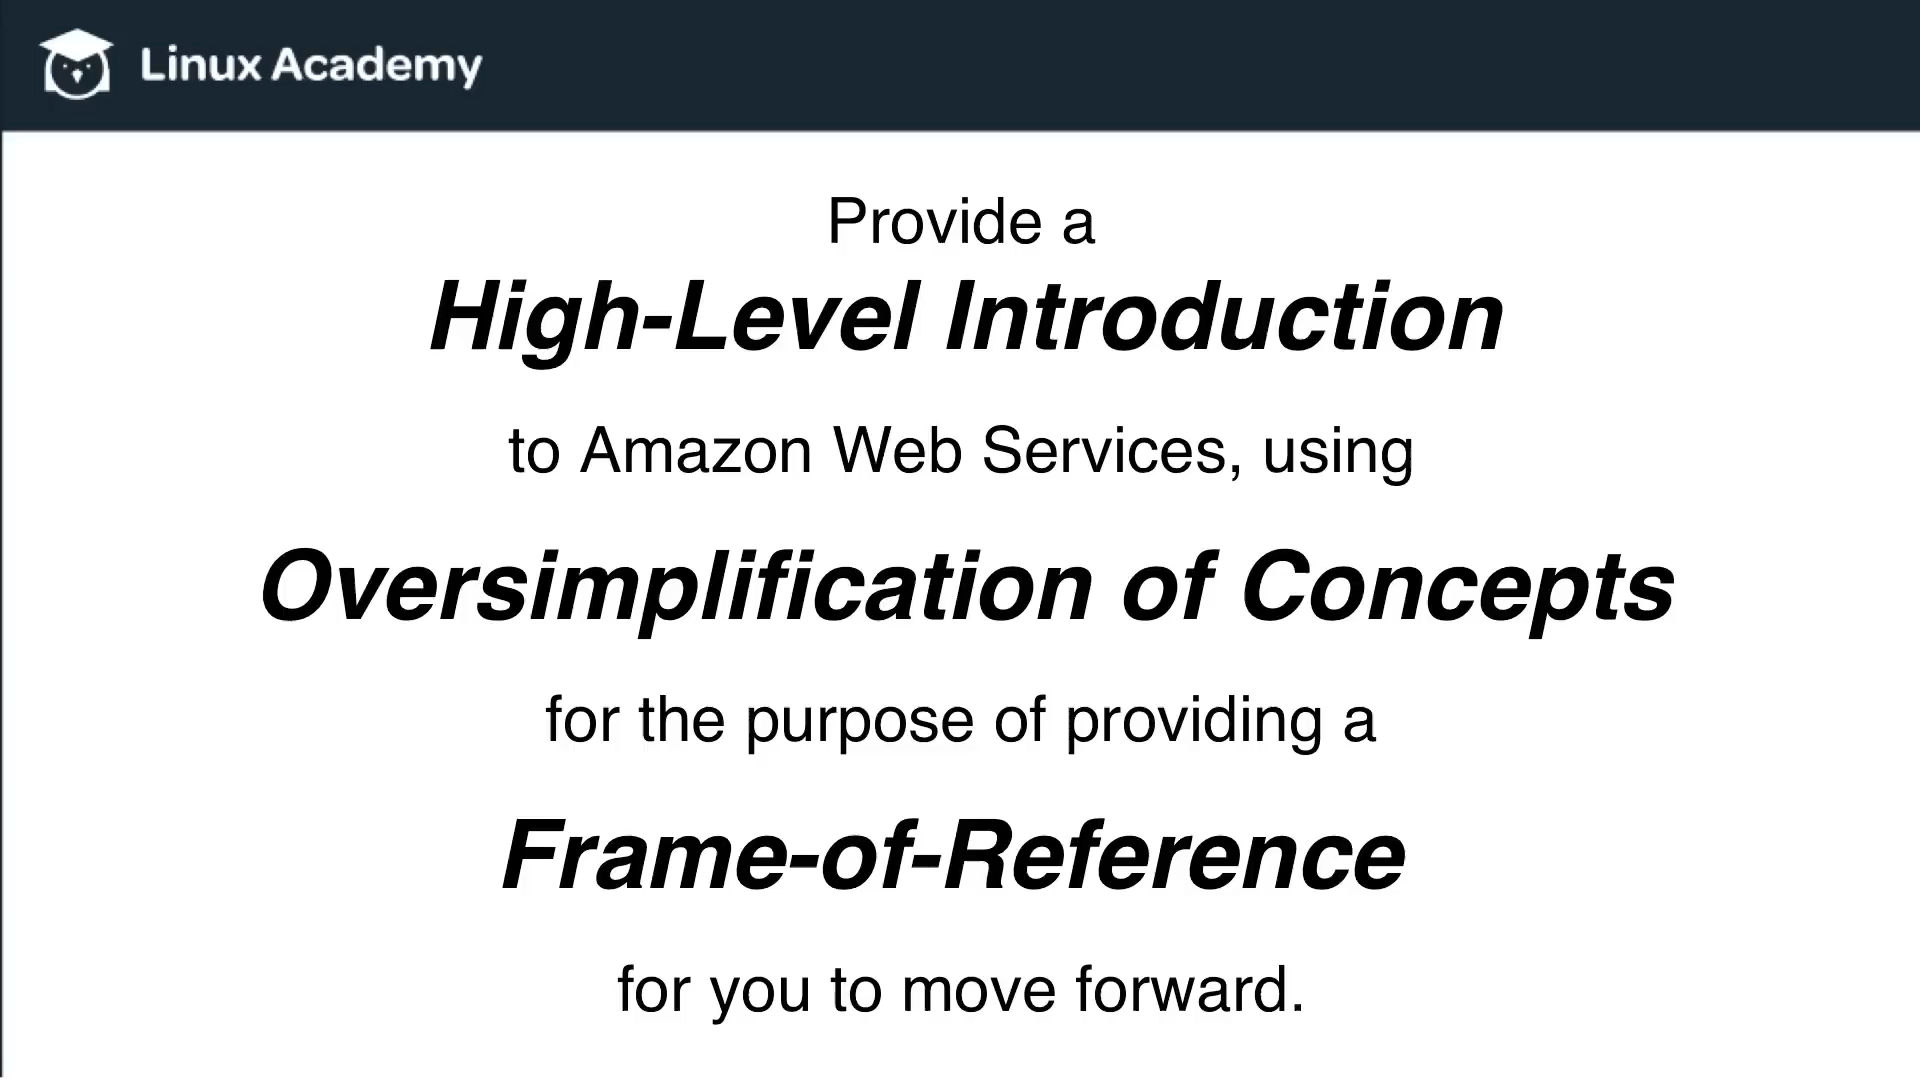 Linux Academy
Provide a
High-Level Introduction
to Amazon Web Services, using
Oversimplification of Concepts
for the purpose of providing a
Frame-of-Reference
for you to move forward.